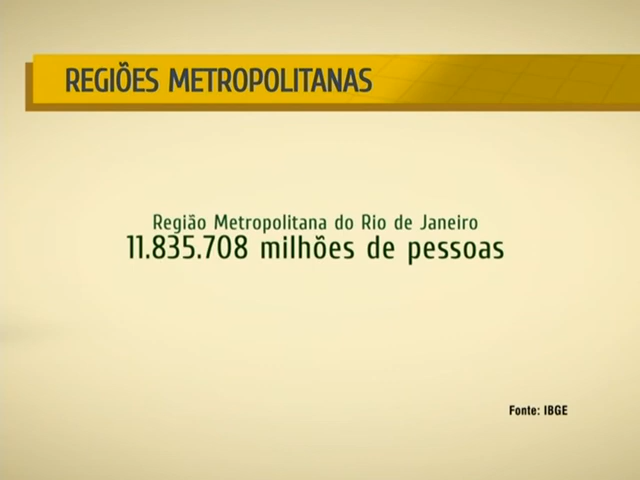 REGIÕES METROPOLITANAS
Região Metropolitana do Rio de Janeiro
11.835.708 milhões de pessoas
Fonte: IBGE